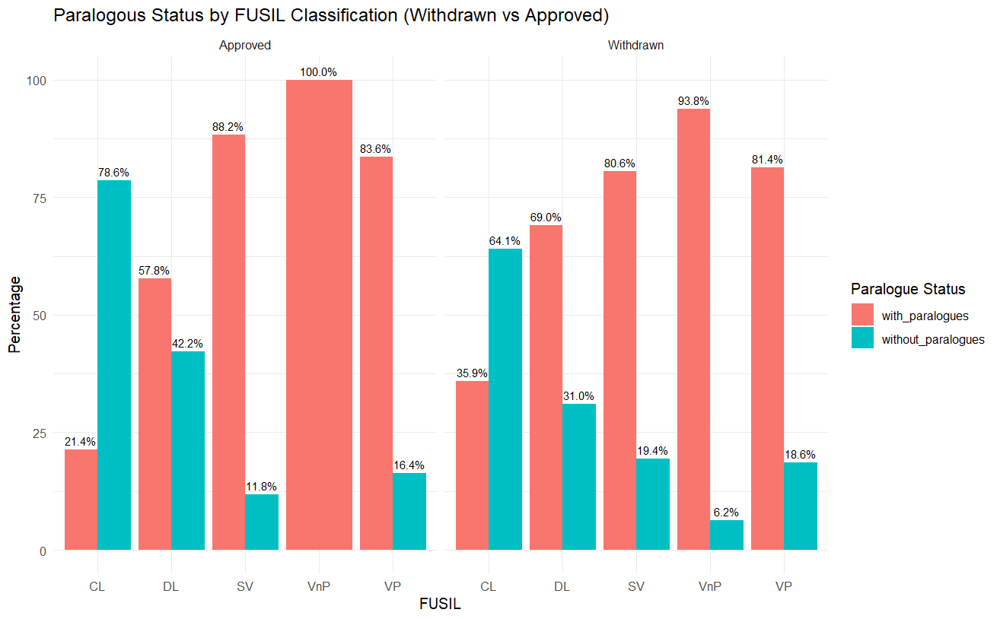 Paralogous Status by FUSIL Classification (Withdrawn vs Approved)
Approved
Withdrawn
Percentage
100
75
50
25
0
21.4%
78.6%
57.8%
42.2%
88.2%
11.8%
100.0%
83.6%
16.4%
35.9%
64.1%
69.0%
31.0%
80.6%
19.4%
93.8%
6.2%
81.4%
18.6%
CL DL SV VnP VP
CL DL SV VnP VP
FUSIL
Paralogue Status
with_paralogues
without_paralogues